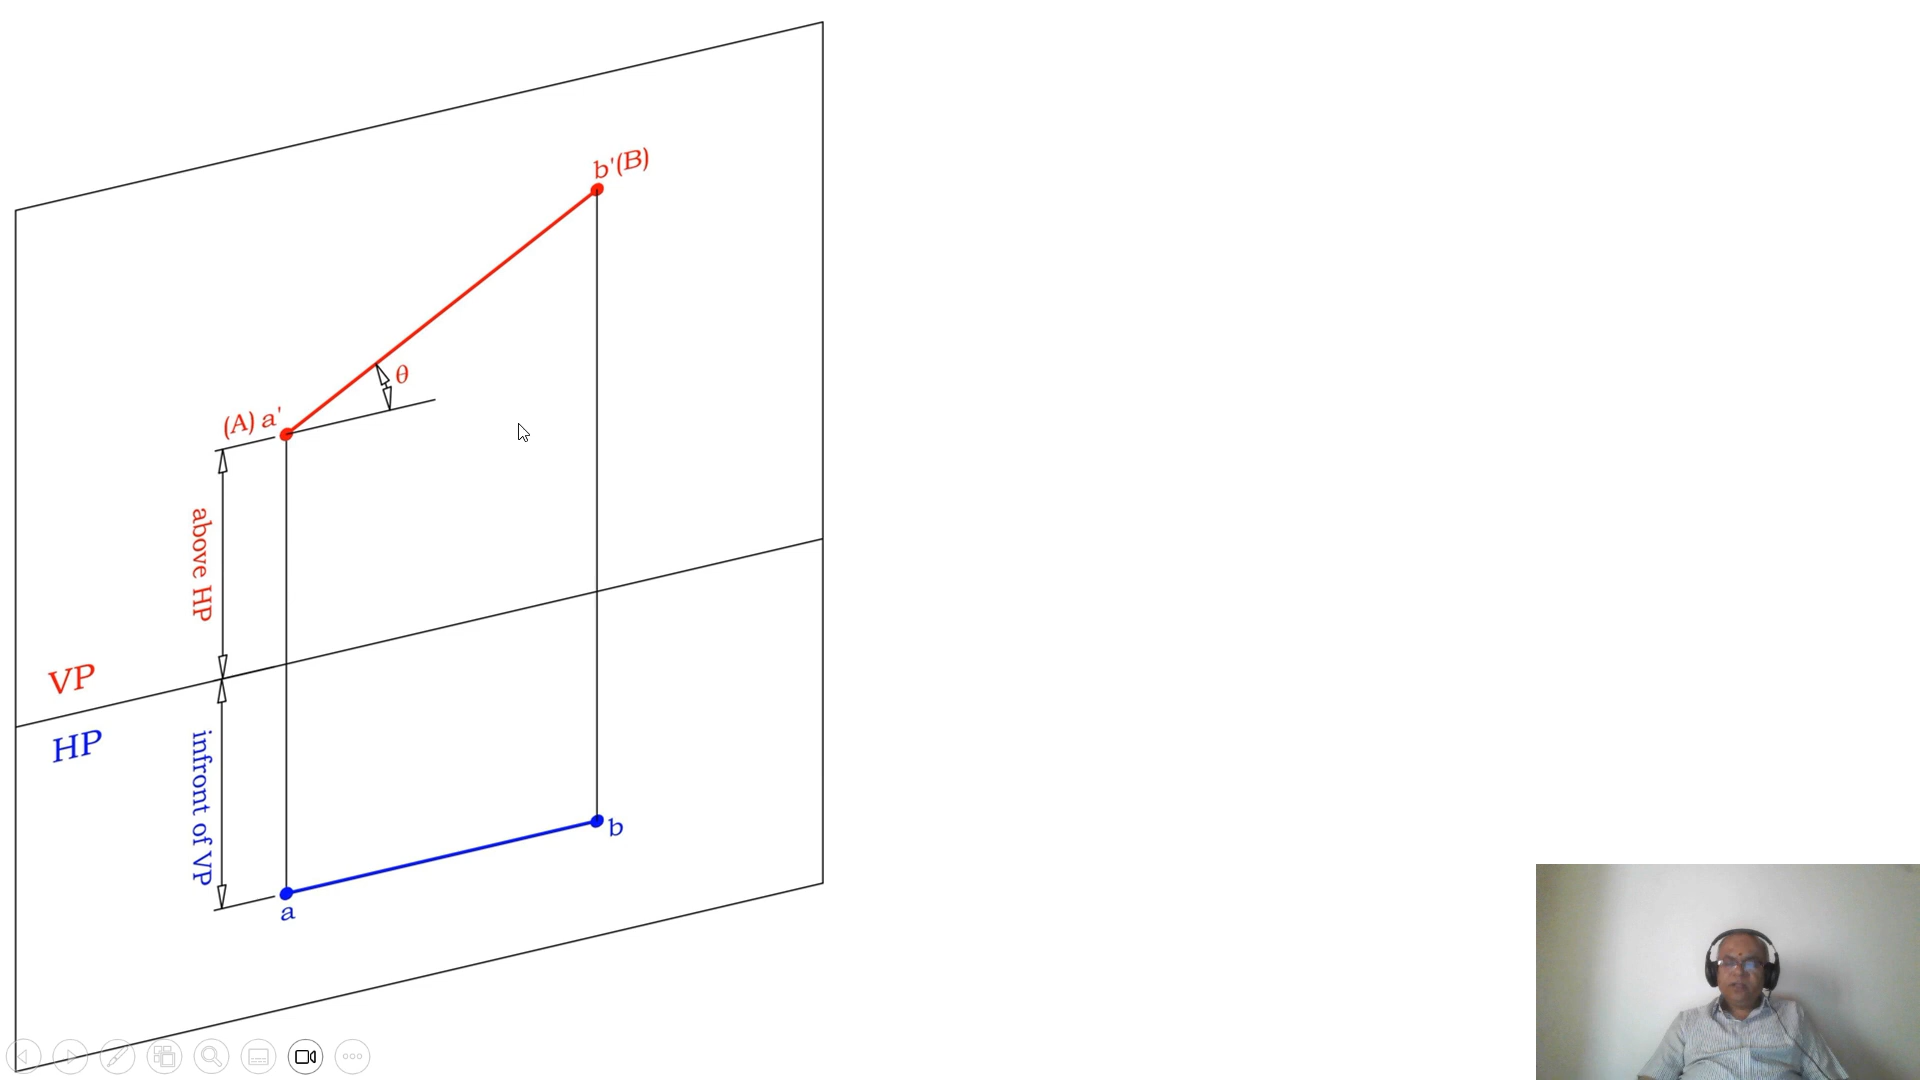 b'(B)
θ
(A) a'
above HP
VP
HP
infront of VP
b
a